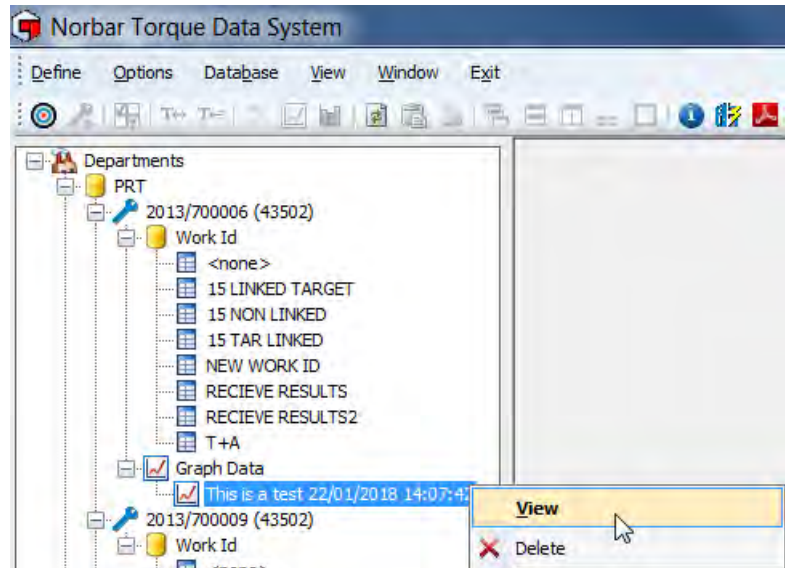 Norbar Torque Data System
Define Options Database View Window Exit
Departments
PRT
2013/700006 (43502)
Work Id
<none>
15 LINKED TARGET
15 NON LINKED
15 TAR LINKED
NEW WORK ID
RECIEVE RESULTS
RECIEVE RESULTS2
T+A
Graph Data
This is a test 22/01/2018 14:07:42
View
2013/700009 (43502)
Delete
Work Id